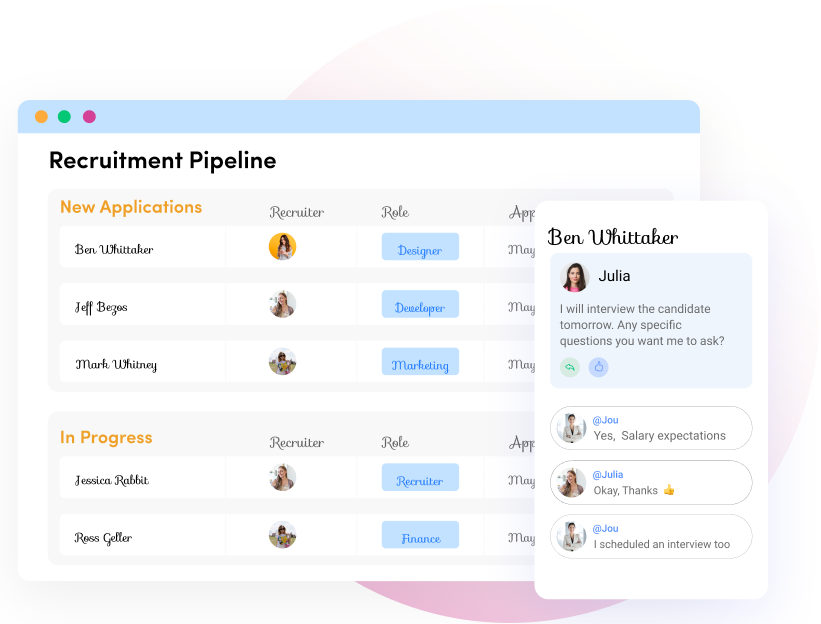 Recruitment Pipeline
New Applications Recruiter Role App
Ben Whittaker Designer May
Jeff Bezos Developer May
Mark Whitney Marketing May
In Progress Recruiter Role App
Jessica Rabbit Recruiter May
Ross Geller Finance May
Ben Whittaker
Julia
I will interview the candidate
tomorrow. Any specific
questions you want me to ask?
@Jou
Yes, Salary expectations
@Julia
Okay, Thanks 👍
@Jou
I scheduled an interview too